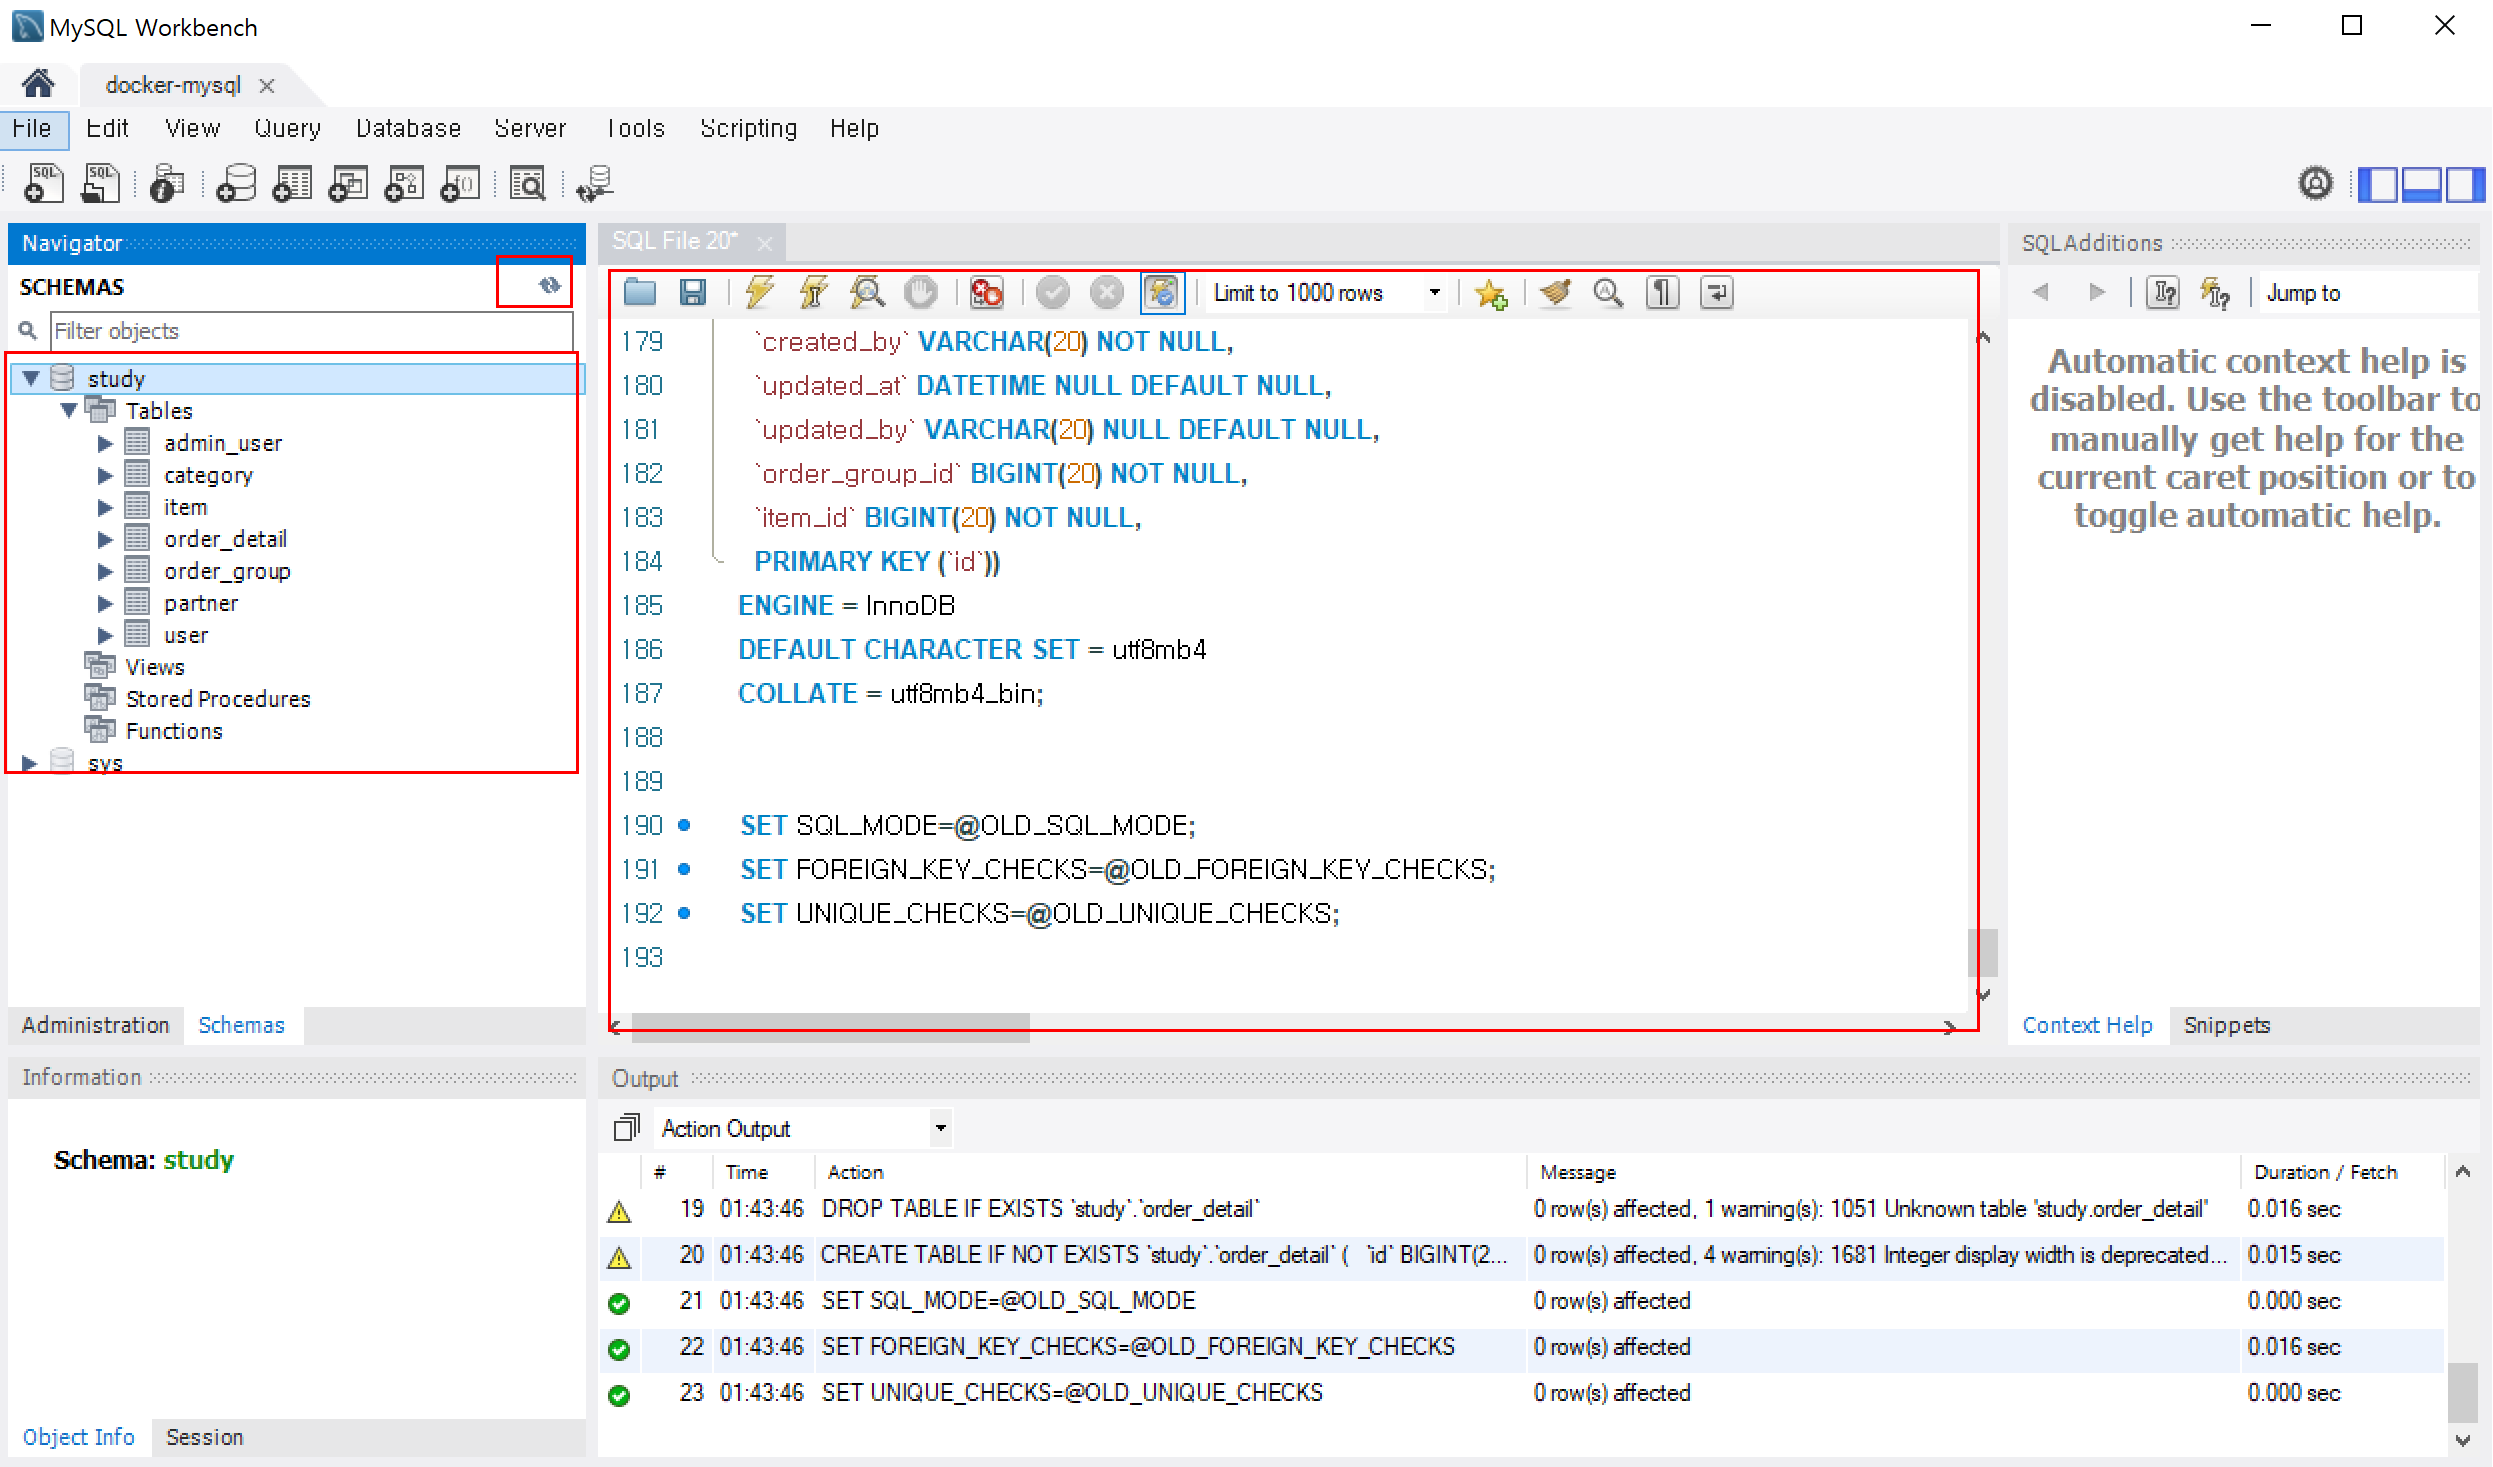 MySQL Workbench
docker-mysql
File Edit View Query Database Server Tools Scripting Help
Navigator
SCHEMAS
Filter objects
study
Tables
admin_user
category
item
order_detail
order_group
partner
user
Views
Stored Procedures
Functions
sys
Administration Schemas
Information
Schema: study
Object Info Session
SQL File 20*
Limit to 1000 rows
179 `created_by` VARCHAR(20) NOT NULL,
180 `updated_at` DATETIME NULL DEFAULT NULL,
181 `updated_by` VARCHAR(20) NULL DEFAULT NULL,
182 `order_group_id` BIGINT(20) NOT NULL,
183 `item_id` BIGINT(20) NOT NULL,
184 PRIMARY KEY (`id`))
185 ENGINE = InnoDB
186 DEFAULT CHARACTER SET = utf8mb4
187 COLLATE = utf8mb4_bin;
188
189
190 SET SQL_MODE=@OLD_SQL_MODE;
191 SET FOREIGN_KEY_CHECKS=@OLD_FOREIGN_KEY_CHECKS;
192 SET UNIQUE_CHECKS=@OLD_UNIQUE_CHECKS;
193
SQLAdditions
Jump to
Automatic context help is
disabled. Use the toolbar to
manually get help for the
current caret position or to
toggle automatic help.
Context Help Snippets
Output
Action Output
# Time Action Message Duration / Fetch
19 01:43:46 DROP TABLE IF EXISTS `study`.`order_detail` 0 row(s) affected, 1 warning(s): 1051 Unknown table 'study.order_detail' 0.016 sec
20 01:43:46 CREATE TABLE IF NOT EXISTS `study`.`order_detail` ( `id` BIGINT(2... 0 row(s) affected, 4 warning(s): 1681 Integer display width is deprecated... 0.015 sec
21 01:43:46 SET SQL_MODE=@OLD_SQL_MODE 0 row(s) affected 0.000 sec
22 01:43:46 SET FOREIGN_KEY_CHECKS=@OLD_FOREIGN_KEY_CHECKS 0 row(s) affected 0.016 sec
23 01:43:46 SET UNIQUE_CHECKS=@OLD_UNIQUE_CHECKS 0 row(s) affected 0.000 sec